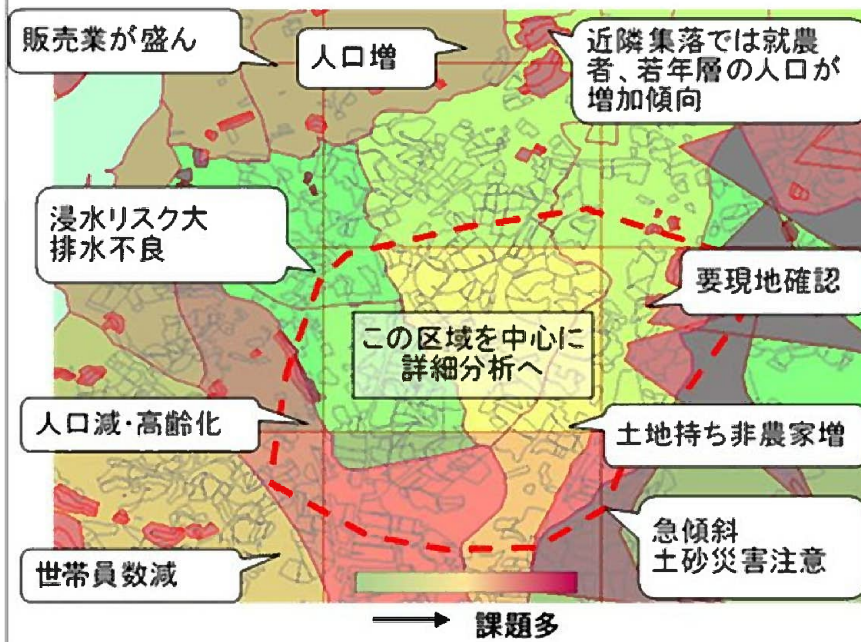 販売業が盛ん
人口増
近隣集落では就農
者、若年層の人口が
増加傾向
浸水リスク大
排水不良
要現地確認
この区域を中心に
詳細分析へ
人口減・高齢化
土地持ち非農家増
急傾斜
土砂災害注意
世帯員数減
課題多